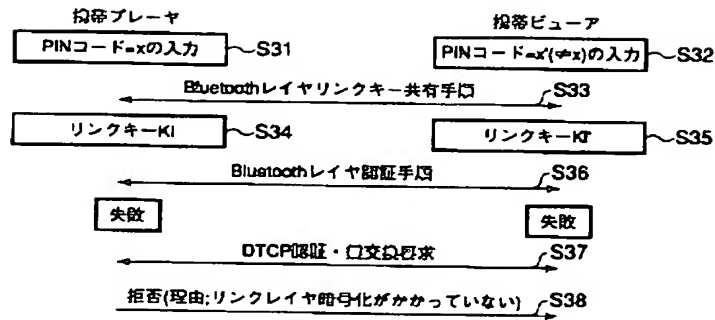 携帯プレーヤ 携帯ビューア
PINコード=xの入力 S31 PINコード=x'(≠x)の入力 S32
Bluetoothレイヤリンクキー共有手順 S33
リンクキーKl S34 リンクキーKl' S35
Bluetoothレイヤ認証手順 S36
失敗 失敗
DTCP認証・鍵交換要求 S37
拒否(理由;リンクレイヤ暗号化がかかっていない) S38